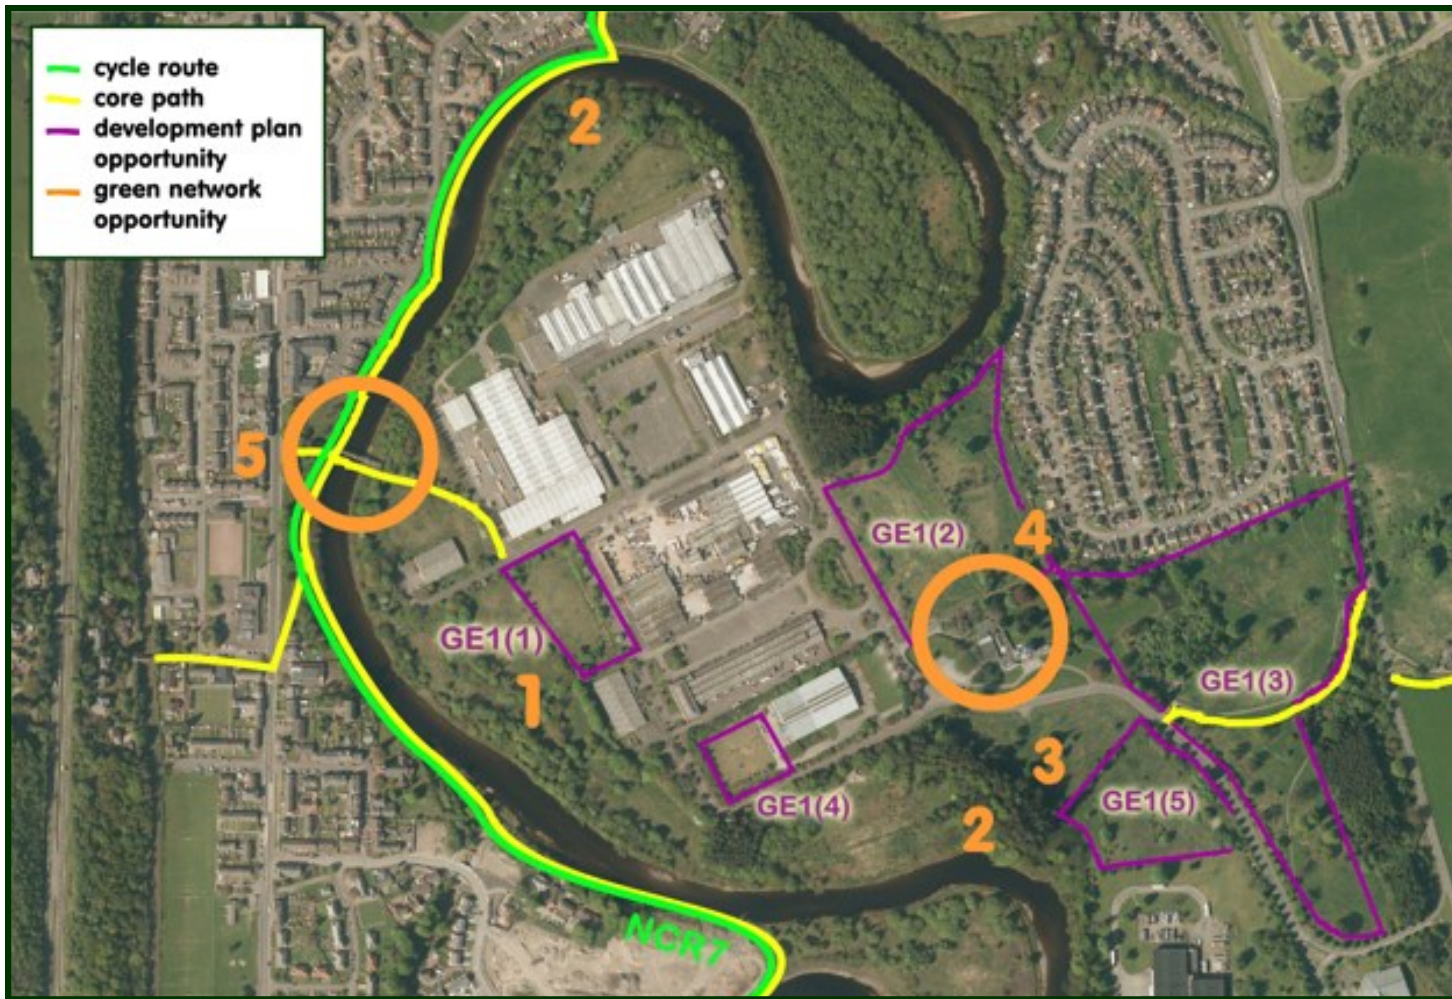 cycle route
core path
development plan
opportunity
green network
opportunity
2
5
GE1(2)
4
GE1(1)
GE1(3)
1
3
GE1(4)
GE1(5)
2
NCR7